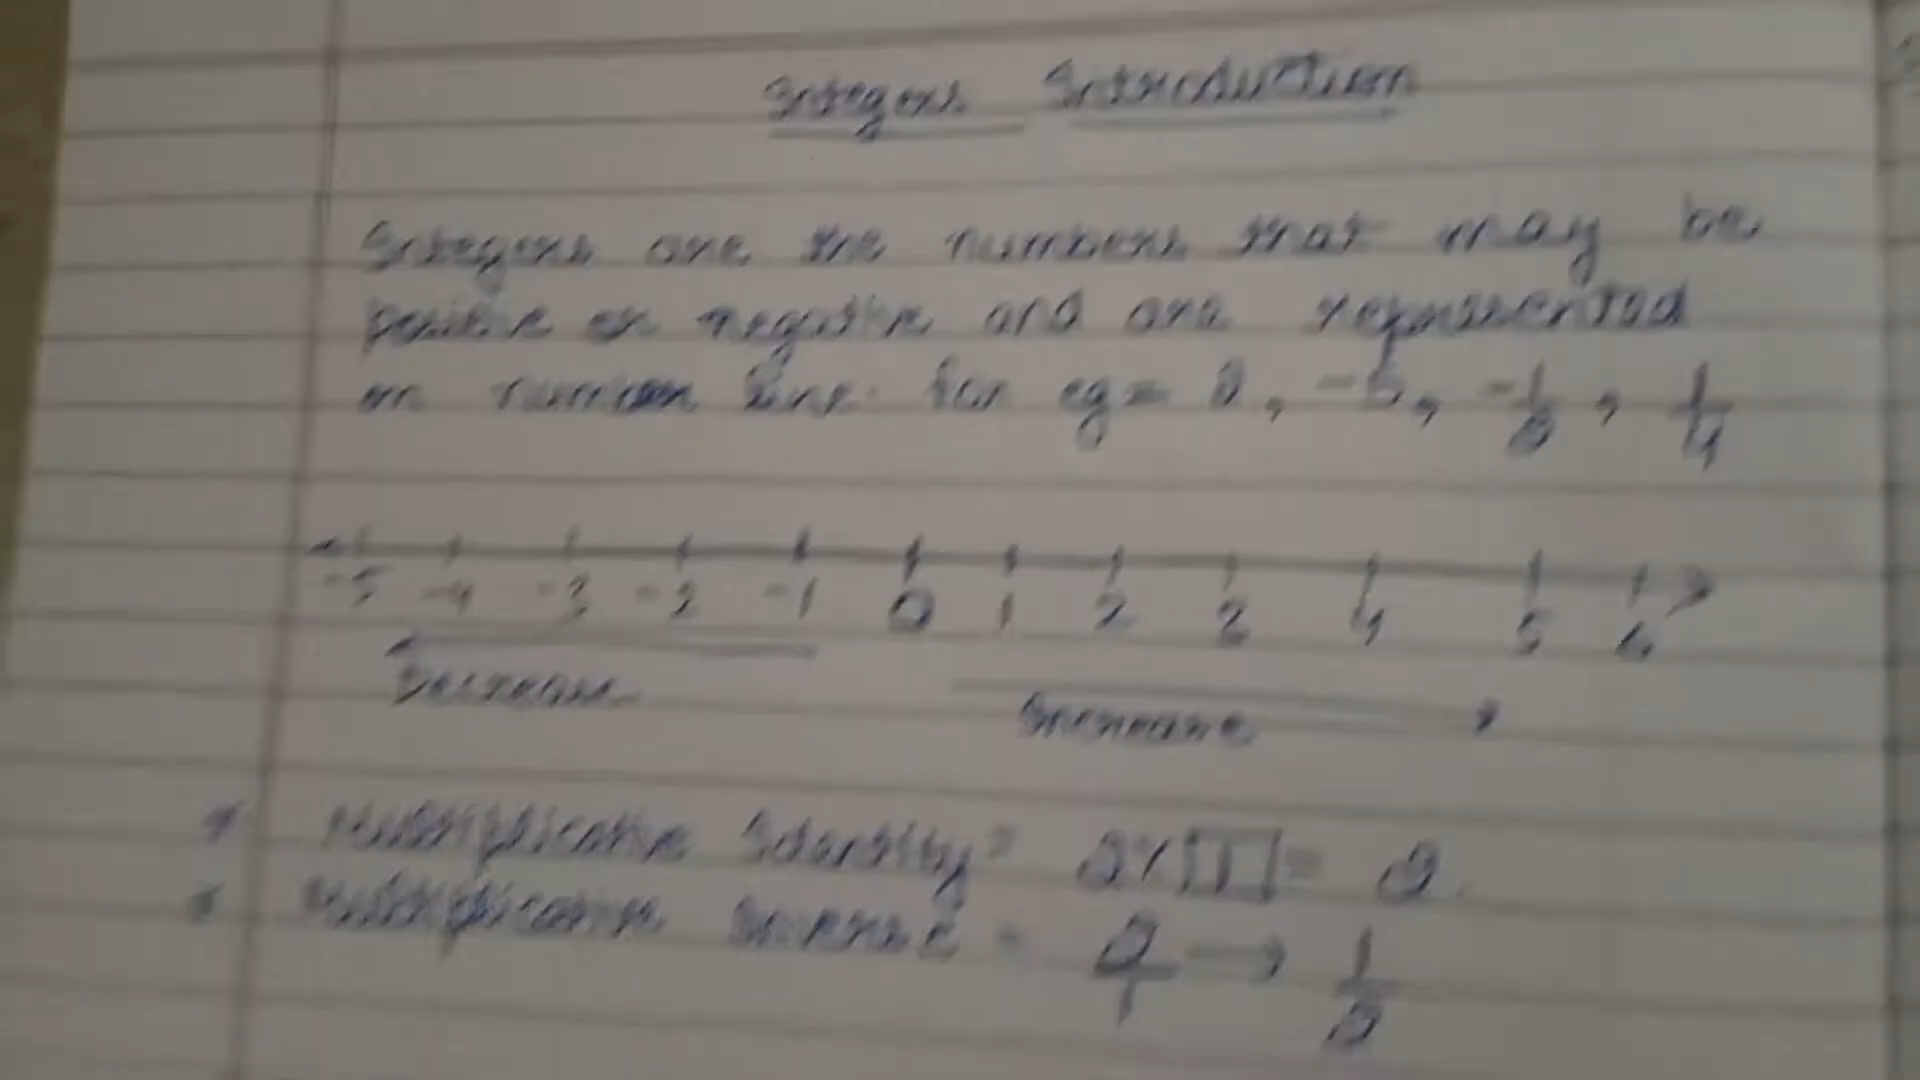 Integers Introduction
Integers are the numbers that may be
positive or negative and are represented
on number line. for eg = 2, -5, -1/2, 1/4
-5 -4 -3 -2 -1 0 1 2 3 4 5 6
Decrease
Increase
* Multiplicative Identity = 2×[1] = 2.
* Multiplicative Inverse = 2/1 → 1/2